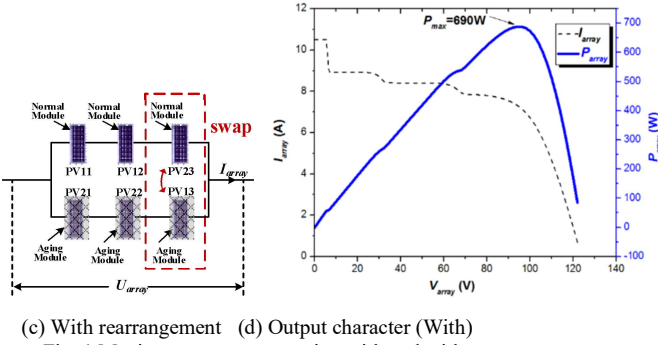 Normal
Module
Normal
Module
Normal
Module
swap
PV11
PV12
PV23
I_array
PV21
PV22
PV13
Aging
Module
Aging
Module
Aging
Module
U_array
P_max=690W
I_array
P_array
12
10
8
6
4
2
0
I_array (A)
700
600
500
400
300
200
100
0
-100
P_array (W)
0
20
40
60
80
100
120
140
V_array (V)
(c) With rearrangement (d) Output character (With)